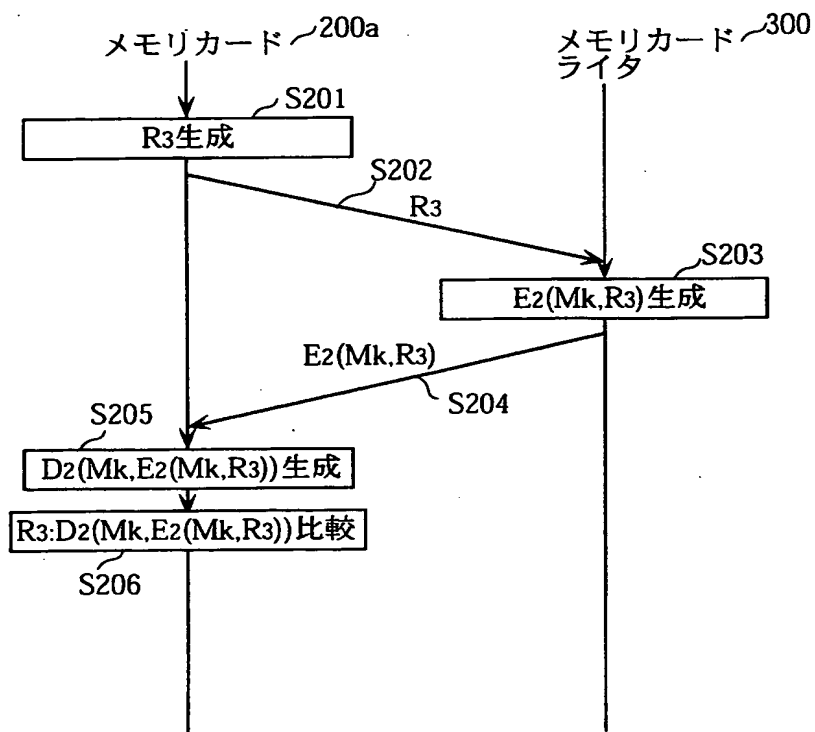 メモリカード 200a
メモリカード 300
ライタ
S201
R3生成
S202
R3
S203
E2(Mk,R3)生成
E2(Mk,R3)
S204
S205
D2(Mk,E2(Mk,R3))生成
R3:D2(Mk,E2(Mk,R3))比較
S206